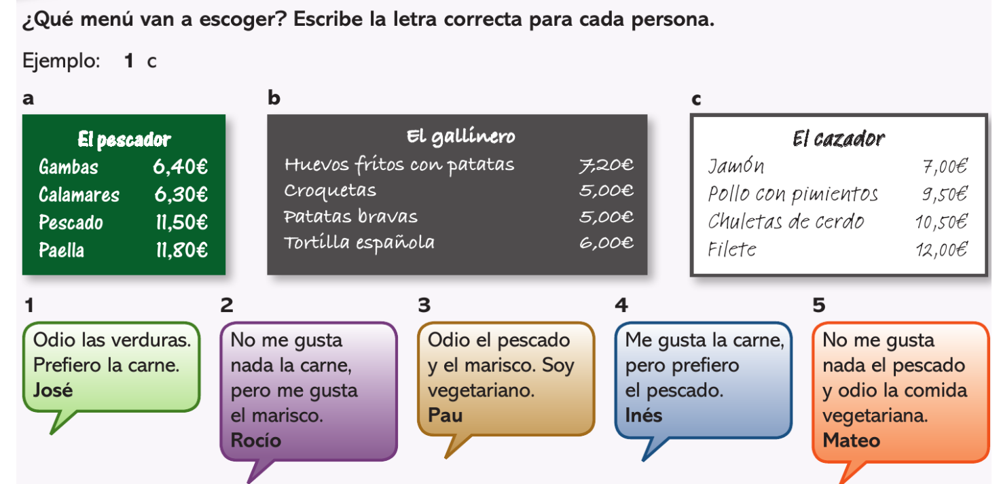 ¿Qué menú van a escoger? Escribe la letra correcta para cada persona.
Ejemplo: 1 c
a
El pescador
Gambas 6,40€
Calamares 6,30€
Pescado 11,50€
Paella 11,80€
b
El gallinero
Huevos fritos con patatas 7,20€
Croquetas 5,00€
Patatas bravas 5,00€
Tortilla española 6,00€
c
El cazador
Jamón 7,00€
Pollo con pimientos 9,50€
Chuletas de cerdo 10,50€
Filete 12,00€
1
Odio las verduras.
Prefiero la carne.
José
2
No me gusta
nada la carne,
pero me gusta
el marisco.
Rocío
3
Odio el pescado
y el marisco. Soy
vegetariano.
Pau
4
Me gusta la carne,
pero prefiero
el pescado.
Inés
5
No me gusta
nada el pescado
y odio la comida
vegetariana.
Mateo